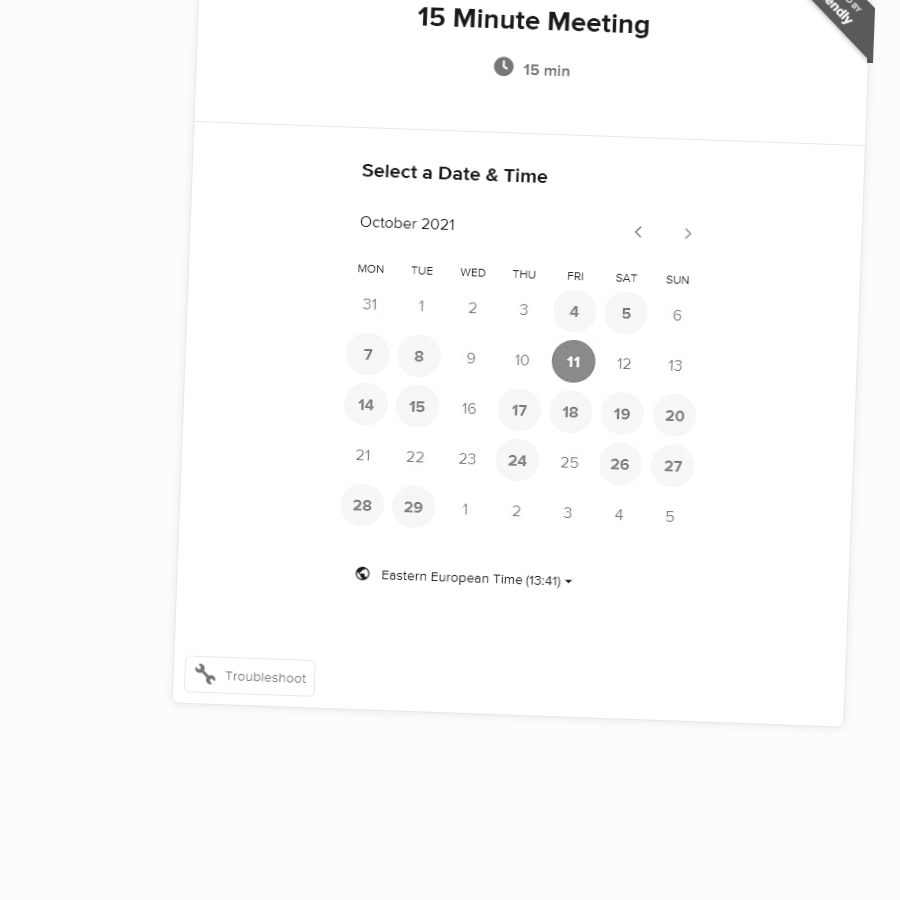 15 Minute Meeting
15 min
Select a Date & Time
October 2021
MON TUE WED THU FRI SAT SUN
31 1 2 3 4 5 6
7 8 9 10 11 12 13
14 15 16 17 18 19 20
21 22 23 24 25 26 27
28 29 1 2 3 4 5
Eastern European Time (13:41)
Troubleshoot